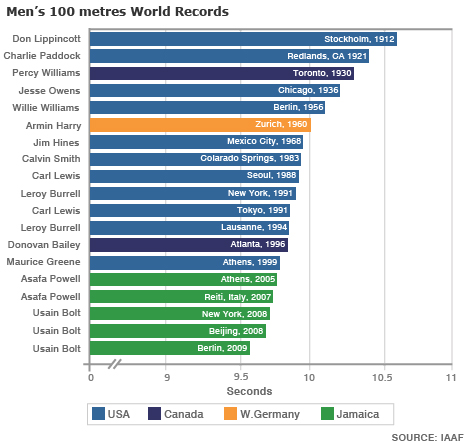 Men's 100 metres World Records
Don Lippincott Stockholm, 1912
Charlie Paddock Redlands, CA 1921
Percy Williams Toronto, 1930
Jesse Owens Chicago, 1936
Willie Williams Berlin, 1956
Armin Harry Zurich, 1960
Jim Hines Mexico City, 1968
Calvin Smith Colarado Springs, 1983
Carl Lewis Seoul, 1988
Leroy Burrell New York, 1991
Carl Lewis Tokyo, 1991
Leroy Burrell Lausanne, 1994
Donovan Bailey Atlanta, 1996
Maurice Greene Athens, 1999
Asafa Powell Athens, 2005
Asafa Powell Reiti, Italy, 2007
Usain Bolt New York, 2008
Usain Bolt Beijing, 2008
Usain Bolt Berlin, 2009
0 9 9.5 10 10.5 11
Seconds
USA Canada W.Germany Jamaica
SOURCE: IAAF